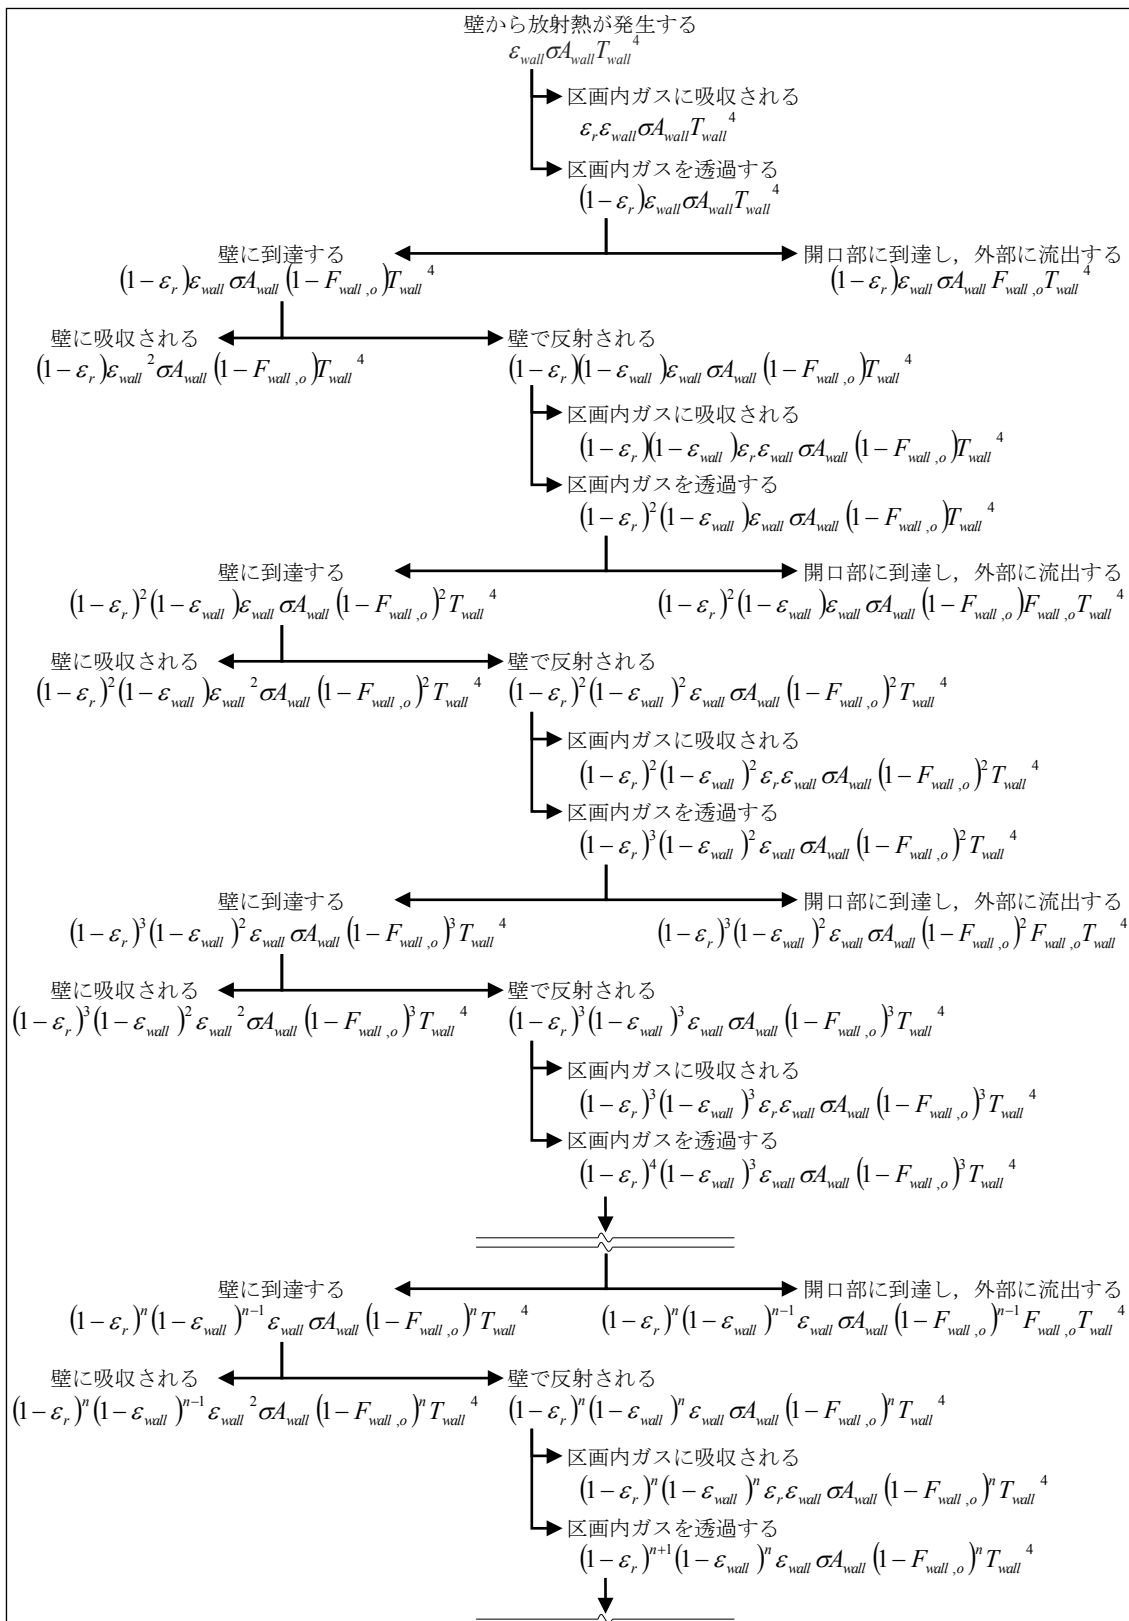 壁から放射熱が発生する
ε_wall σA_wall T_wall^4
区画内ガスに吸収される
ε_r ε_wall σA_wall T_wall^4
区画内ガスを透過する
(1−ε_r)ε_wall σA_wall T_wall^4
壁に到達する 開口部に到達し，外部に流出する
(1−ε_r)ε_wall σA_wall (1−F_wall,o)T_wall^4 (1−ε_r)ε_wall σA_wall F_wall,o T_wall^4
壁に吸収される 壁で反射される
(1−ε_r)ε_wall^2 σA_wall (1−F_wall,o)T_wall^4 (1−ε_r)(1−ε_wall)ε_wall σA_wall (1−F_wall,o)T_wall^4
区画内ガスに吸収される
(1−ε_r)(1−ε_wall)ε_r ε_wall σA_wall (1−F_wall,o)T_wall^4
区画内ガスを透過する
(1−ε_r)^2 (1−ε_wall)ε_wall σA_wall (1−F_wall,o)T_wall^4
壁に到達する 開口部に到達し，外部に流出する
(1−ε_r)^2 (1−ε_wall)ε_wall σA_wall (1−F_wall,o)^2 T_wall^4 (1−ε_r)^2 (1−ε_wall)ε_wall σA_wall (1−F_wall,o)F_wall,o T_wall^4
壁に吸収される 壁で反射される
(1−ε_r)^2 (1−ε_wall)ε_wall^2 σA_wall (1−F_wall,o)^2 T_wall^4 (1−ε_r)^2 (1−ε_wall)^2 ε_wall σA_wall (1−F_wall,o)^2 T_wall^4
区画内ガスに吸収される
(1−ε_r)^2 (1−ε_wall)^2 ε_r ε_wall σA_wall (1−F_wall,o)^2 T_wall^4
区画内ガスを透過する
(1−ε_r)^3 (1−ε_wall)^2 ε_wall σA_wall (1−F_wall,o)^2 T_wall^4
壁に到達する 開口部に到達し，外部に流出する
(1−ε_r)^3 (1−ε_wall)^2 ε_wall σA_wall (1−F_wall,o)^3 T_wall^4 (1−ε_r)^3 (1−ε_wall)^2 ε_wall σA_wall (1−F_wall,o)^2 F_wall,o T_wall^4
壁に吸収される 壁で反射される
(1−ε_r)^3 (1−ε_wall)^2 ε_wall^2 σA_wall (1−F_wall,o)^3 T_wall^4 (1−ε_r)^3 (1−ε_wall)^3 ε_wall σA_wall (1−F_wall,o)^3 T_wall^4
区画内ガスに吸収される
(1−ε_r)^3 (1−ε_wall)^3 ε_r ε_wall σA_wall (1−F_wall,o)^3 T_wall^4
区画内ガスを透過する
(1−ε_r)^4 (1−ε_wall)^3 ε_wall σA_wall (1−F_wall,o)^3 T_wall^4
壁に到達する 開口部に到達し，外部に流出する
(1−ε_r)^n (1−ε_wall)^n−1 ε_wall σA_wall (1−F_wall,o)^n T_wall^4 (1−ε_r)^n (1−ε_wall)^n−1 ε_wall σA_wall (1−F_wall,o)^n−1 F_wall,o T_wall^4
壁に吸収される 壁で反射される
(1−ε_r)^n (1−ε_wall)^n−1 ε_wall^2 σA_wall (1−F_wall,o)^n T_wall^4 (1−ε_r)^n (1−ε_wall)^n ε_wall σA_wall (1−F_wall,o)^n T_wall^4
区画内ガスに吸収される
(1−ε_r)^n (1−ε_wall)^n ε_r ε_wall σA_wall (1−F_wall,o)^n T_wall^4
区画内ガスを透過する
(1−ε_r)^n+1 (1−ε_wall)^n ε_wall σA_wall (1−F_wall,o)^n T_wall^4